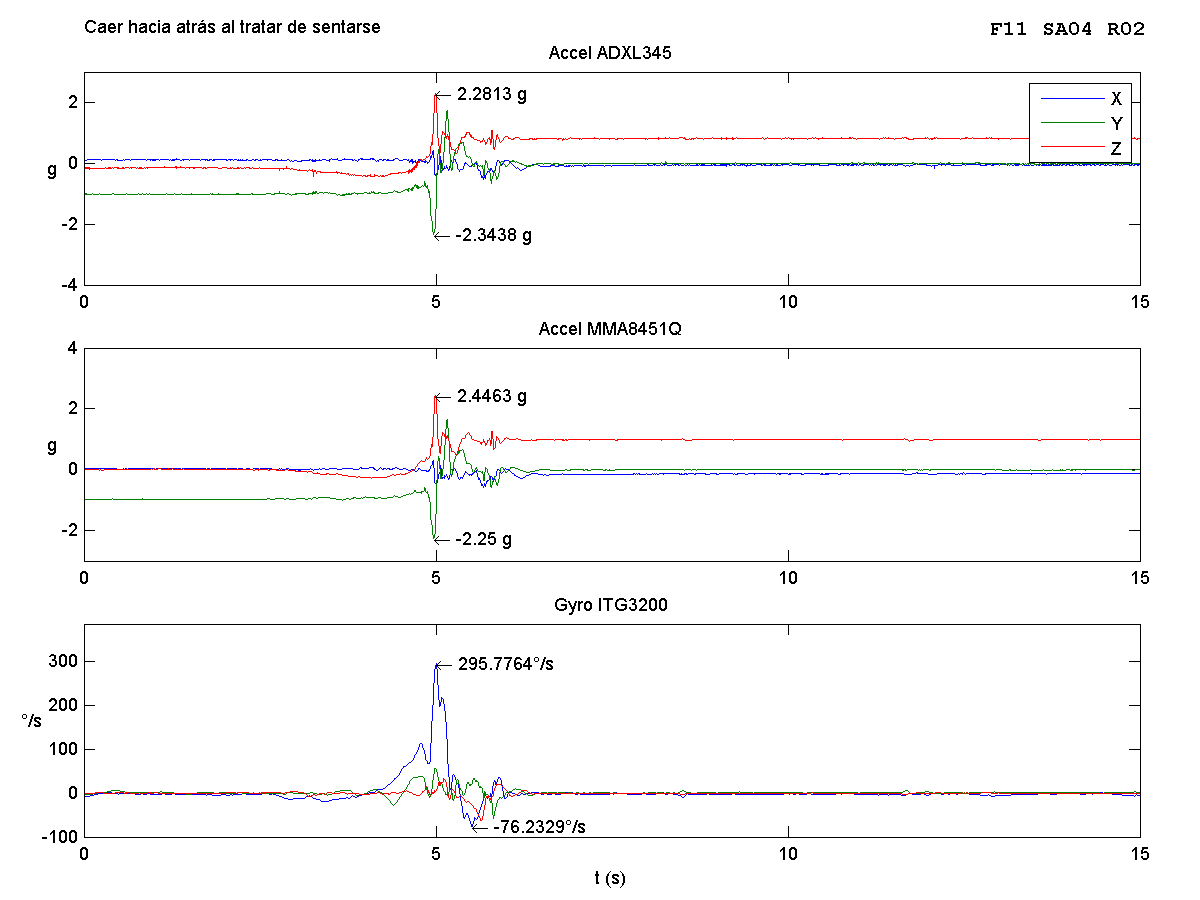 Caer hacia atrás al tratar de sentarse
F11 SA04 R02
Accel ADXL345
2.2813 g
X
Y
Z
2
0
-2
-4
g
-2.3438 g
0 5 10 15
Accel MMA8451Q
4
2
0
-2
g
2.4463 g
-2.25 g
0 5 10 15
Gyro ITG3200
300
200
100
0
-100
°/s
295.7764°/s
-76.2329°/s
0 5 10 15
t (s)